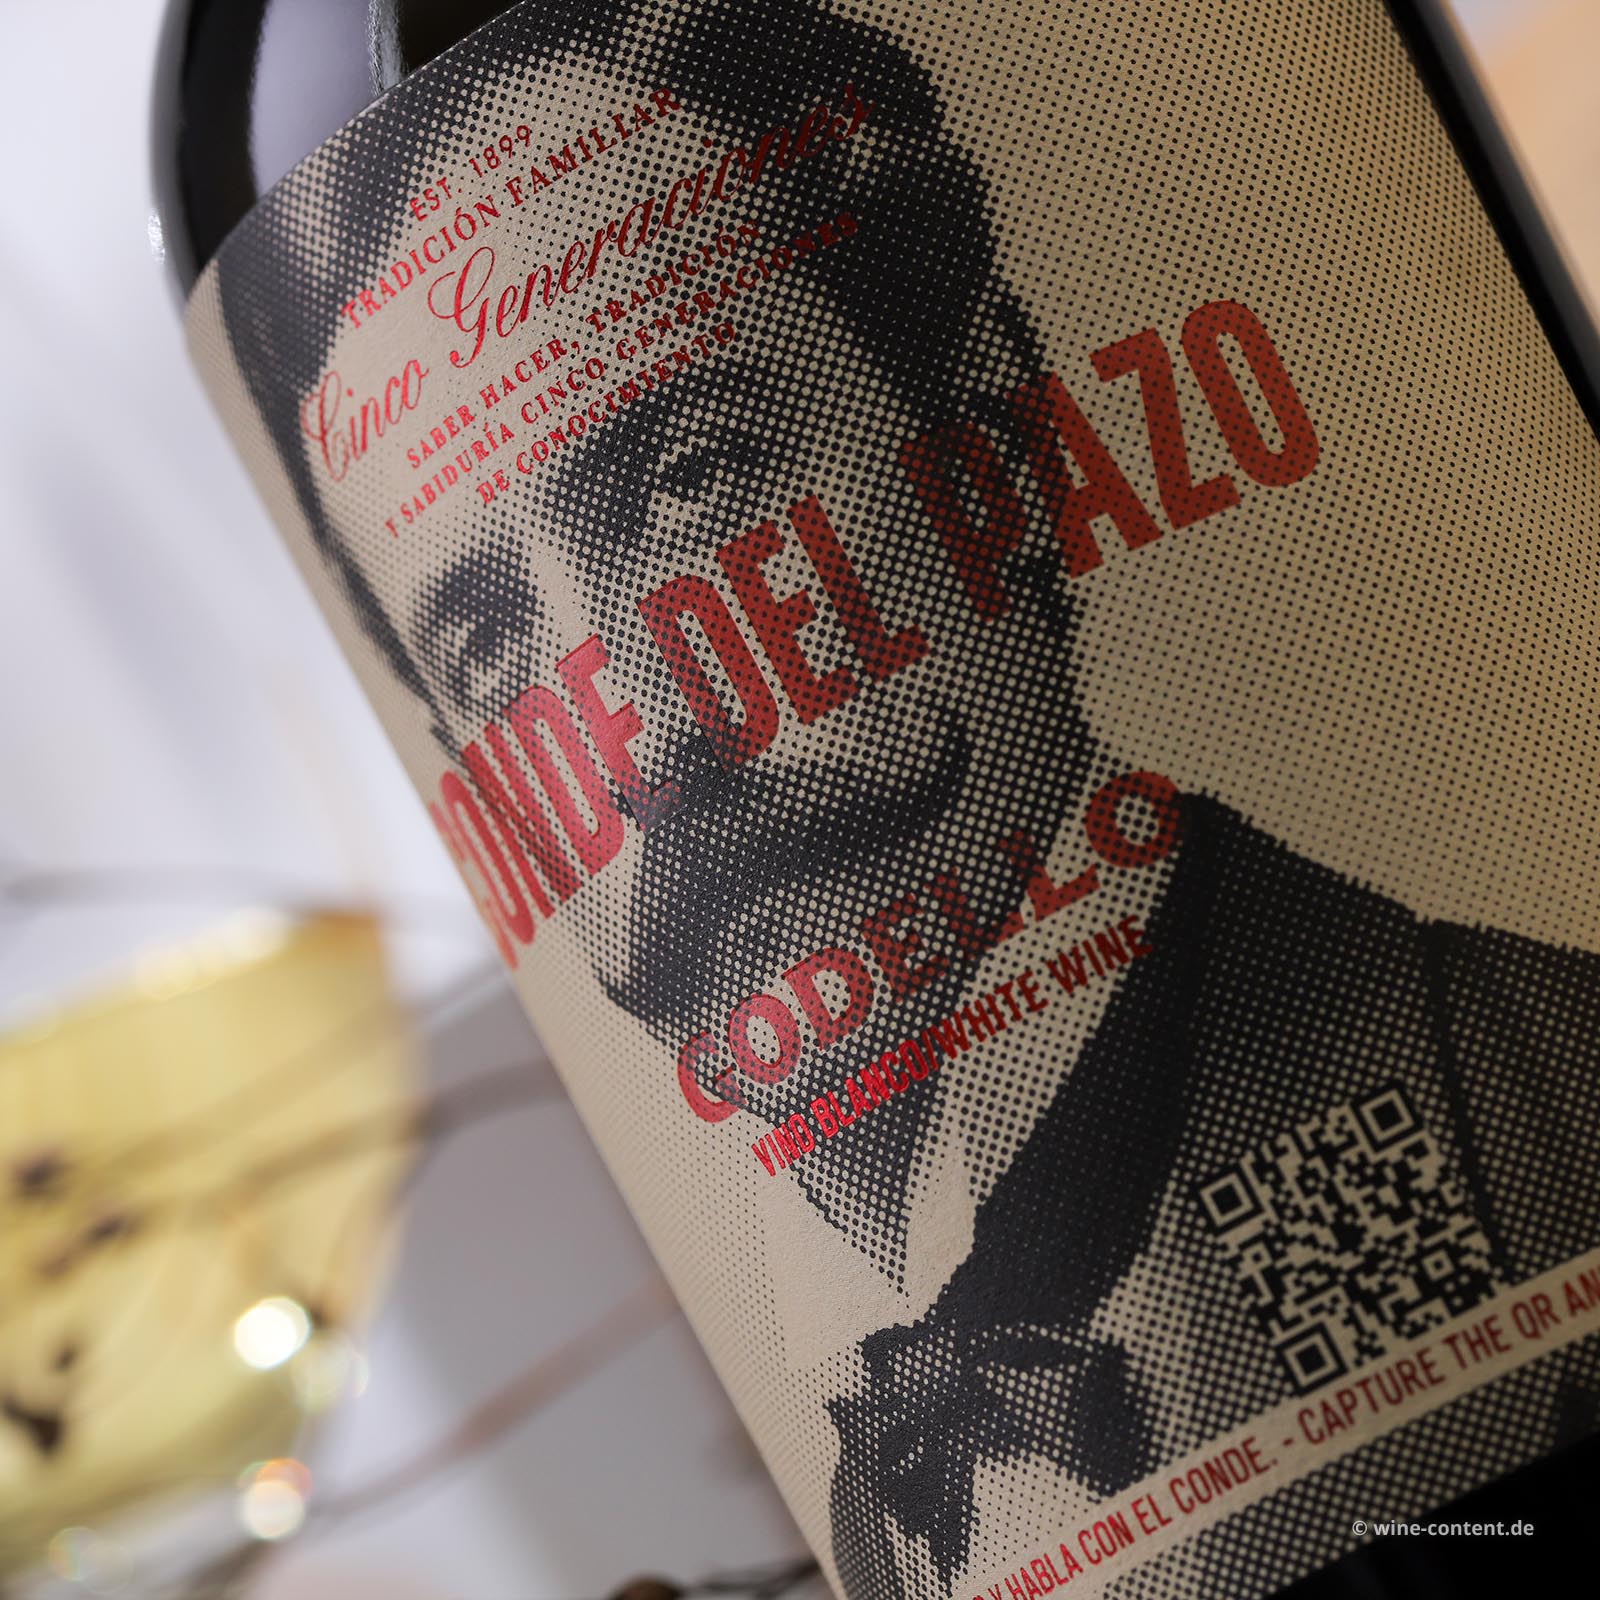 EST · 1899
TRADICIÓN FAMILIAR
Cinco Generaciones
SABER HACER, TRADICIÓN
Y SABIDURÍA CINCO GENERACIONES
DE CONOCIMIENTO
CONDE DEL PAZO
GODELLO
VINO BLANCO/WHITE WINE
Y HABLA CON EL CONDE. - CAPTURE THE QR
© wine-content.de